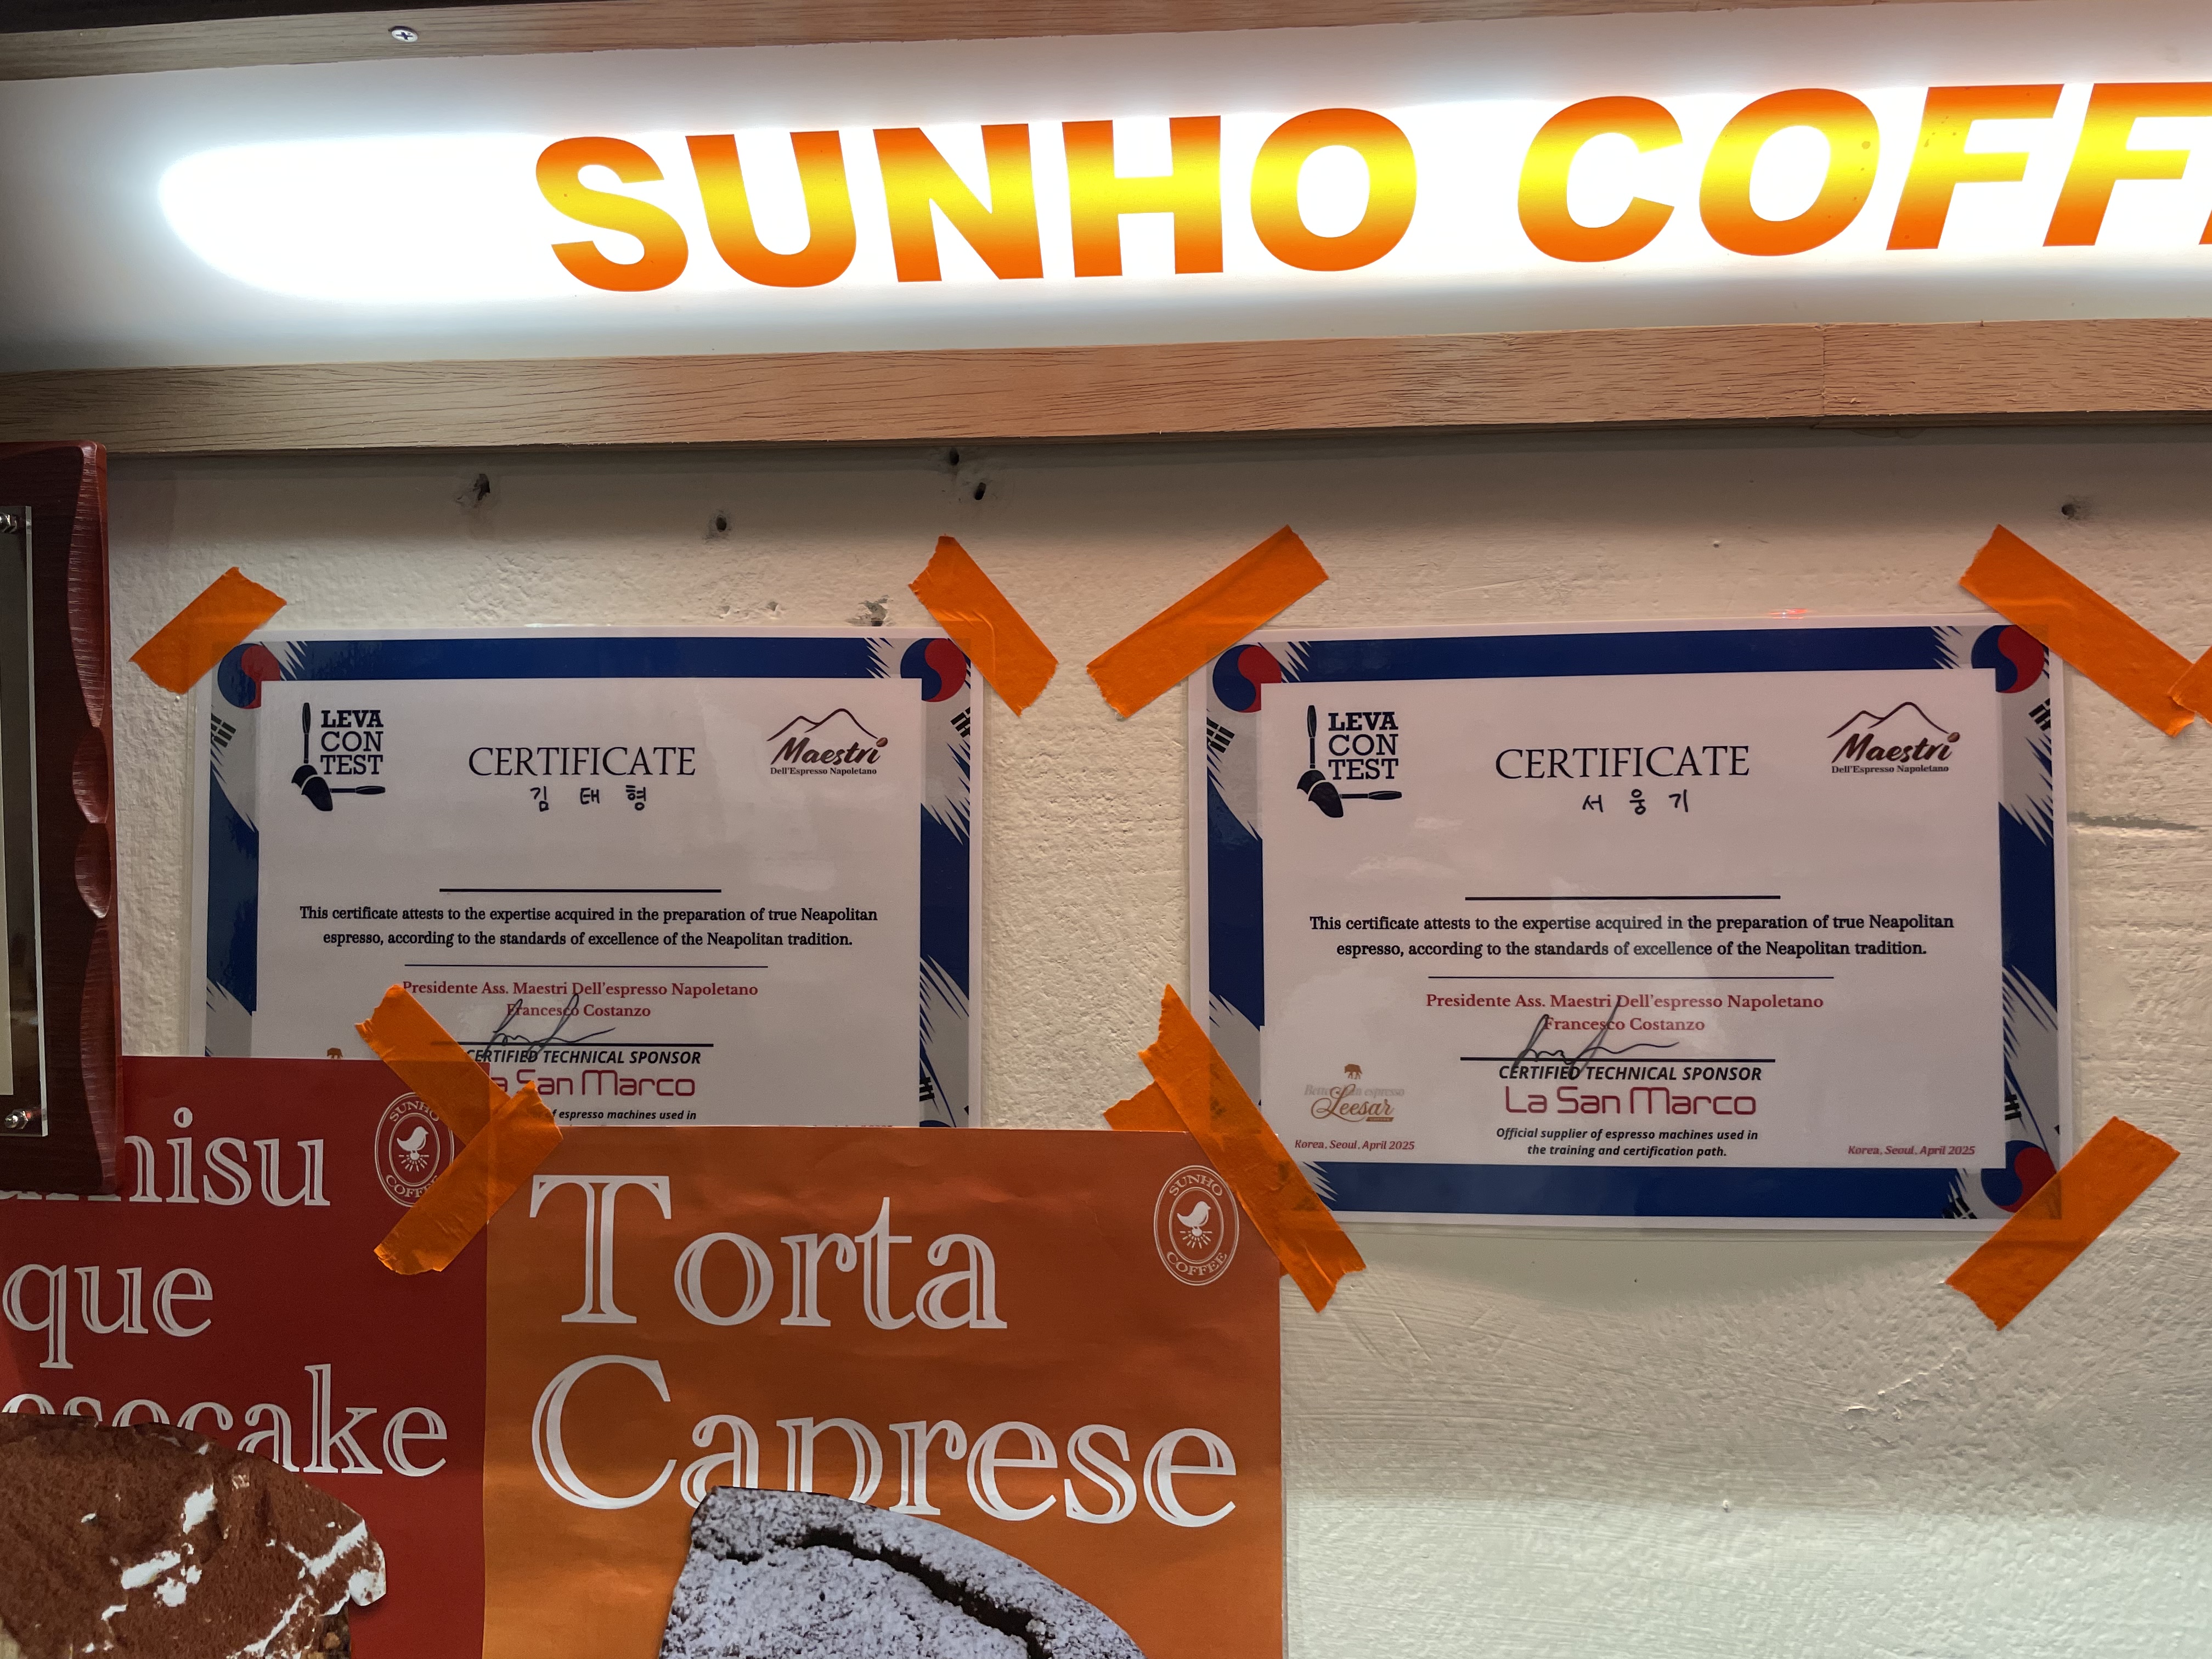 SUNHO COFF
LEVA
CON
TEST
CERTIFICATE
김 태 형
Maestri
Dell'Espresso Napoletano
This certificate attests to the expertise acquired in the preparation of true Neapolitan
espresso, according to the standards of excellence of the Neapolitan tradition.
Presidente Ass. Maestri Dell'espresso Napoletano
Francesco Costanzo
CERTIFIED TECHNICAL SPONSOR
a San Marco
of espresso machines used in
LEVA
CON
TEST
CERTIFICATE
서 웅 기
Maestri
Dell'Espresso Napoletano
This certificate attests to the expertise acquired in the preparation of true Neapolitan
espresso, according to the standards of excellence of the Neapolitan tradition.
Presidente Ass. Maestri Dell'espresso Napoletano
Francesco Costanzo
CERTIFIED TECHNICAL SPONSOR
La San Marco
espresso
Leesar
Official supplier of espresso machines used in
the training and certification path.
Korea, Seoul, April 2025
Korea, Seoul, April 2025
misu
que
esecake
SUNHO
COFFE
Torta
Caprese
SUNHO
COFFEE